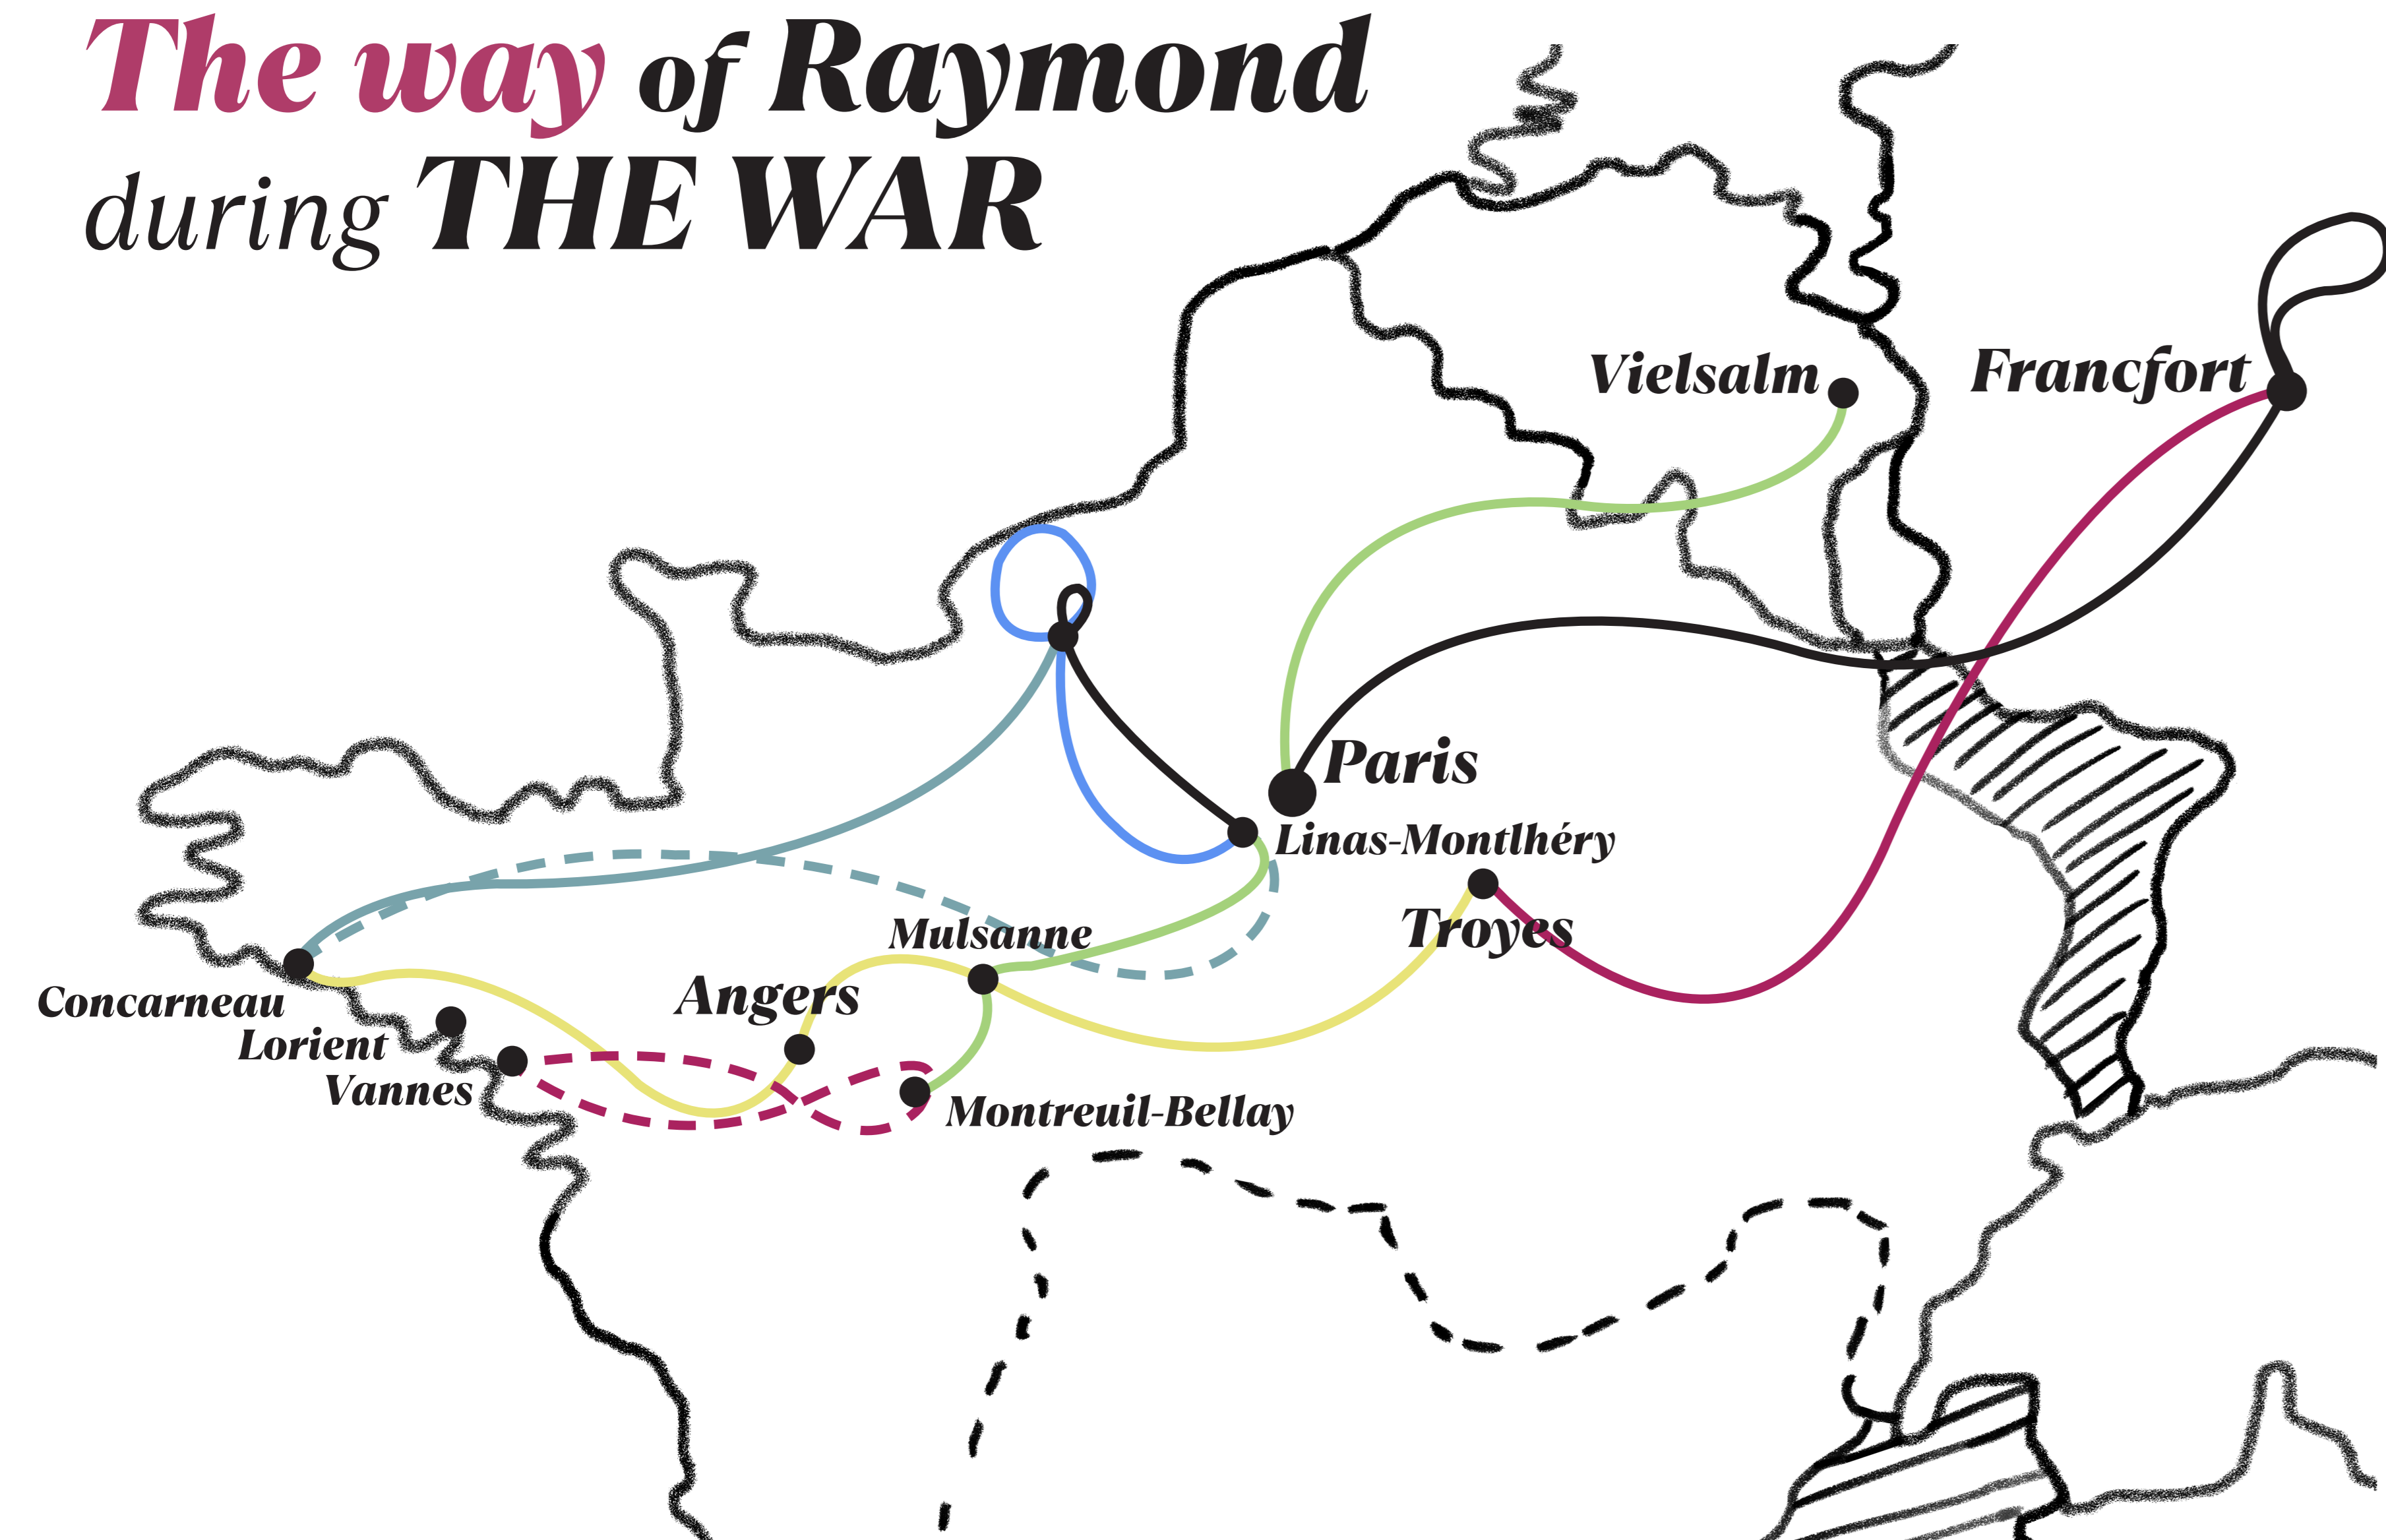 The way of Raymond
during THE WAR
Vielsalm
Francfort
Paris
Linas-Montlhéry
Troyes
Mulsanne
Angers
Concarneau
Lorient
Vannes
Montreuil-Bellay